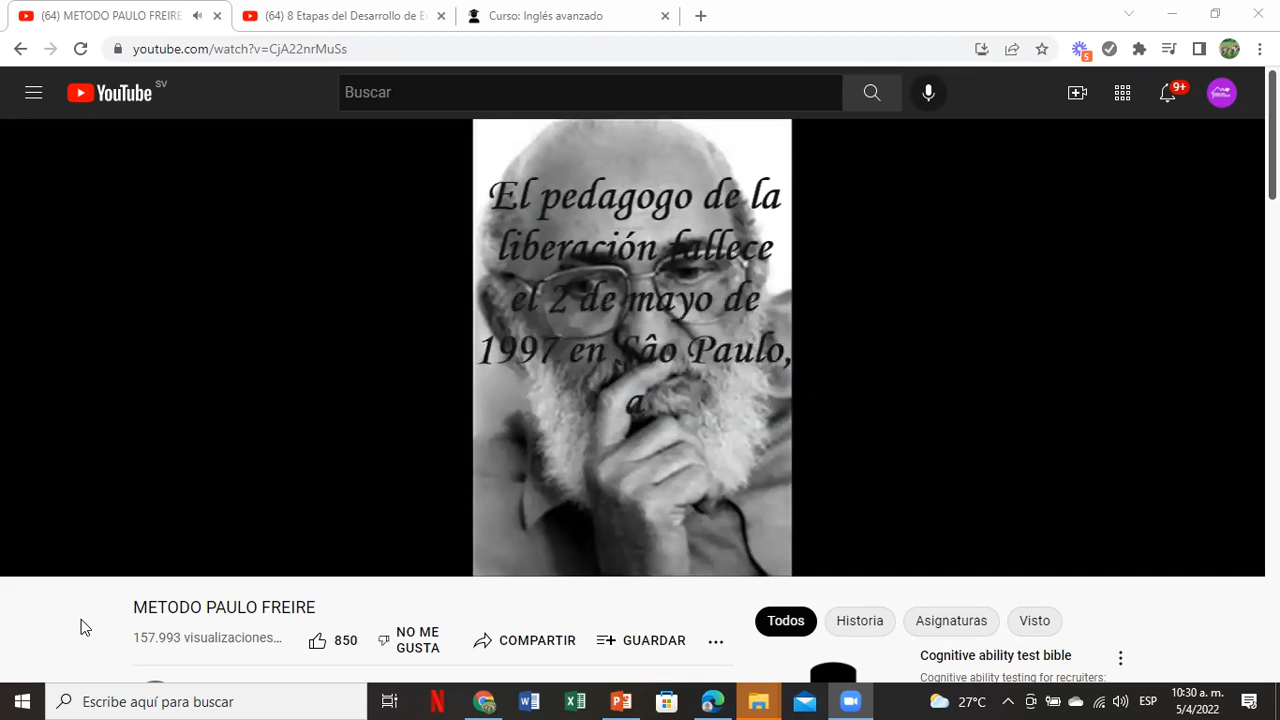 (64) METODO PAULO FREIRE
(64) 8 Etapas del Desarrollo de E
Curso: Inglés avanzado
youtube.com/watch?v=CjA22nrMuSs
5
YouTube SV
Buscar
9+
El pedagogo de la
liberación fallece
el 2 de mayo de
1997 en Sâo Paulo,
a
METODO PAULO FREIRE
157.993 visualizaciones...
850
NO ME
GUSTA
COMPARTIR
GUARDAR
Todos
Historia
Asignaturas
Visto
Cognitive ability test bible
Cognitive ability testing for recruiters:
Escribe aquí para buscar
27°C
ESP
10:30 a. m.
5/4/2022